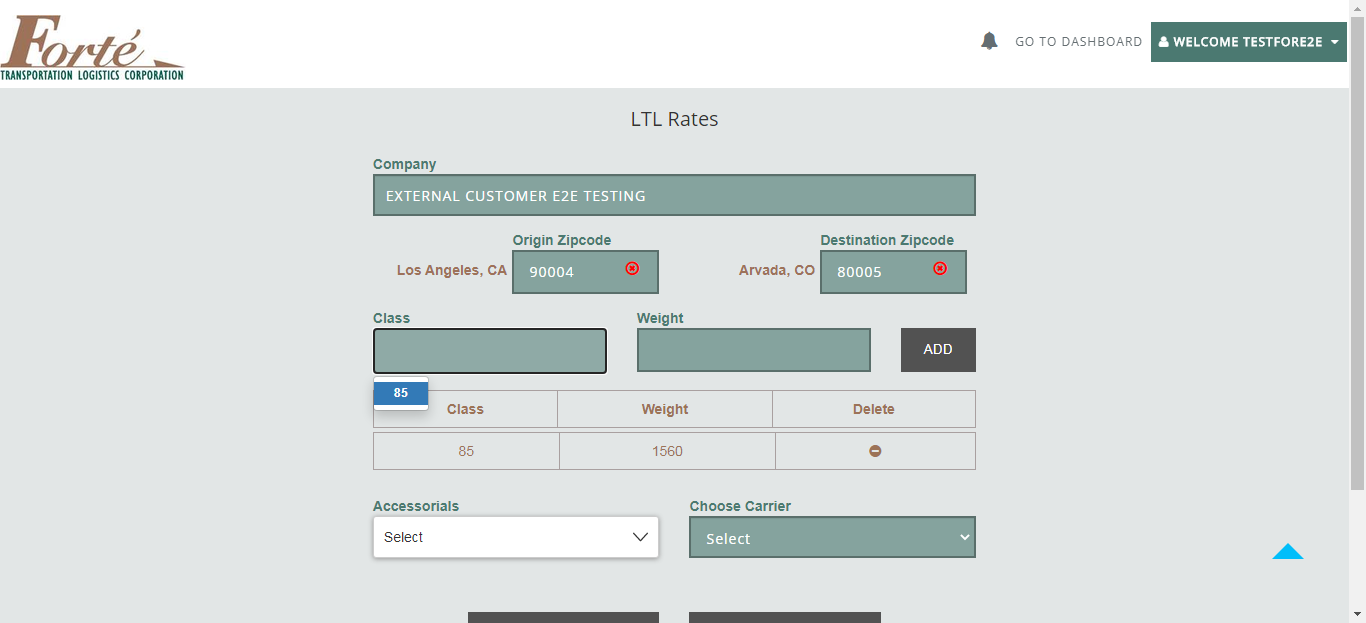 Forté
TRANSPORTATION LOGISTICS CORPORATION
GO TO DASHBOARD
WELCOME TESTFORE2E
LTL Rates
Company
EXTERNAL CUSTOMER E2E TESTING
Origin Zipcode
Destination Zipcode
Los Angeles, CA
90004
Arvada, CO
80005
Class
Weight
ADD
85
Class Weight Delete
85 1560
Accessorials
Choose Carrier
Select
Select